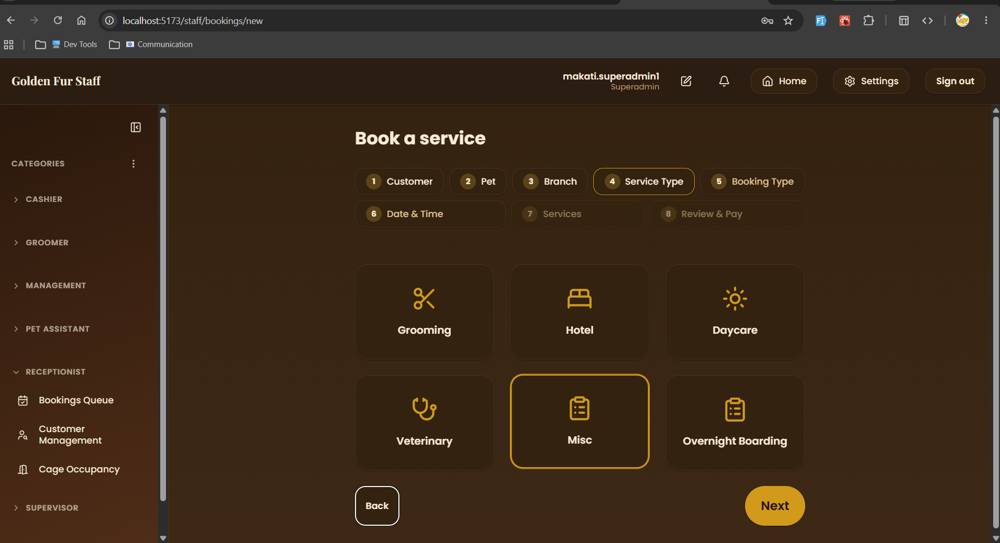 localhost:5173/staff/bookings/new
Dev Tools
Communication
Golden Fur Staff
makati.superadmin1
Superadmin
Home
Settings
Sign out
CATEGORIES
CASHIER
GROOMER
MANAGEMENT
PET ASSISTANT
RECEPTIONIST
Bookings Queue
Customer
Management
Cage Occupancy
SUPERVISOR
Book a service
1 Customer
2 Pet
3 Branch
4 Service Type
5 Booking Type
6 Date & Time
7 Services
8 Review & Pay
Grooming
Hotel
Daycare
Veterinary
Misc
Overnight Boarding
Back
Next